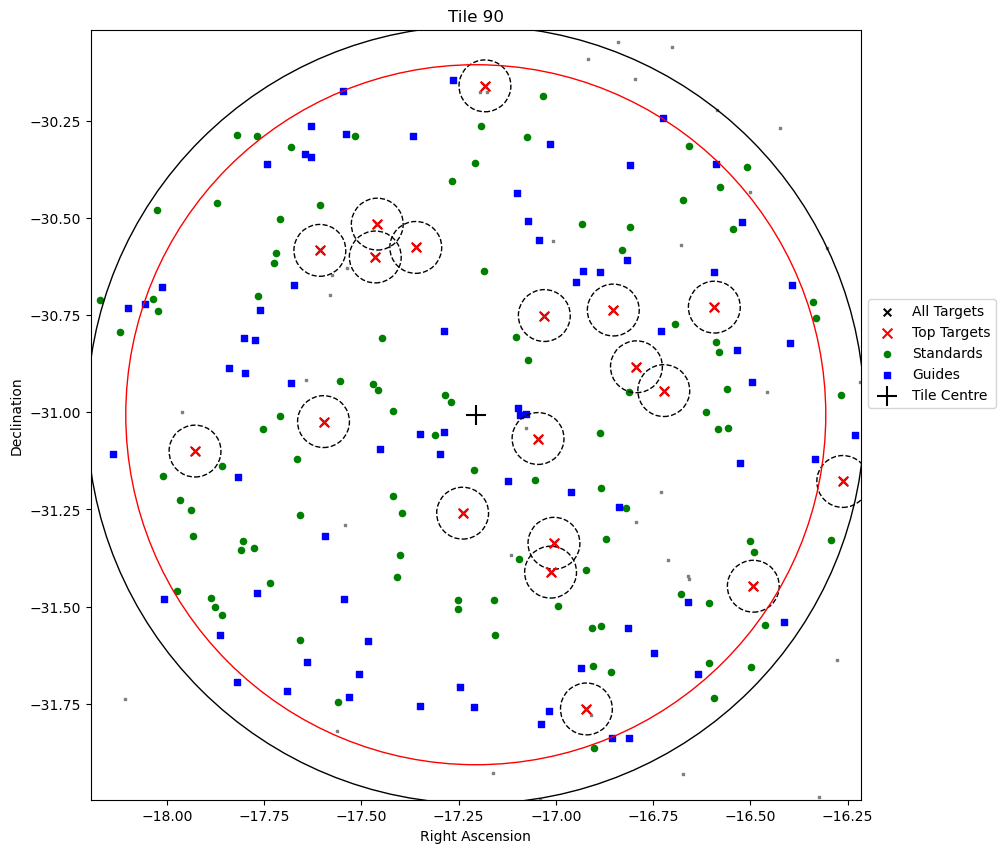 Tile 90
Declination
−30.25
−30.50
−30.75
−31.00
−31.25
−31.50
−31.75
−18.00
−17.75
−17.50
−17.25
−17.00
−16.75
−16.50
−16.25
Right Ascension
All Targets
Top Targets
Standards
Guides
Tile Centre